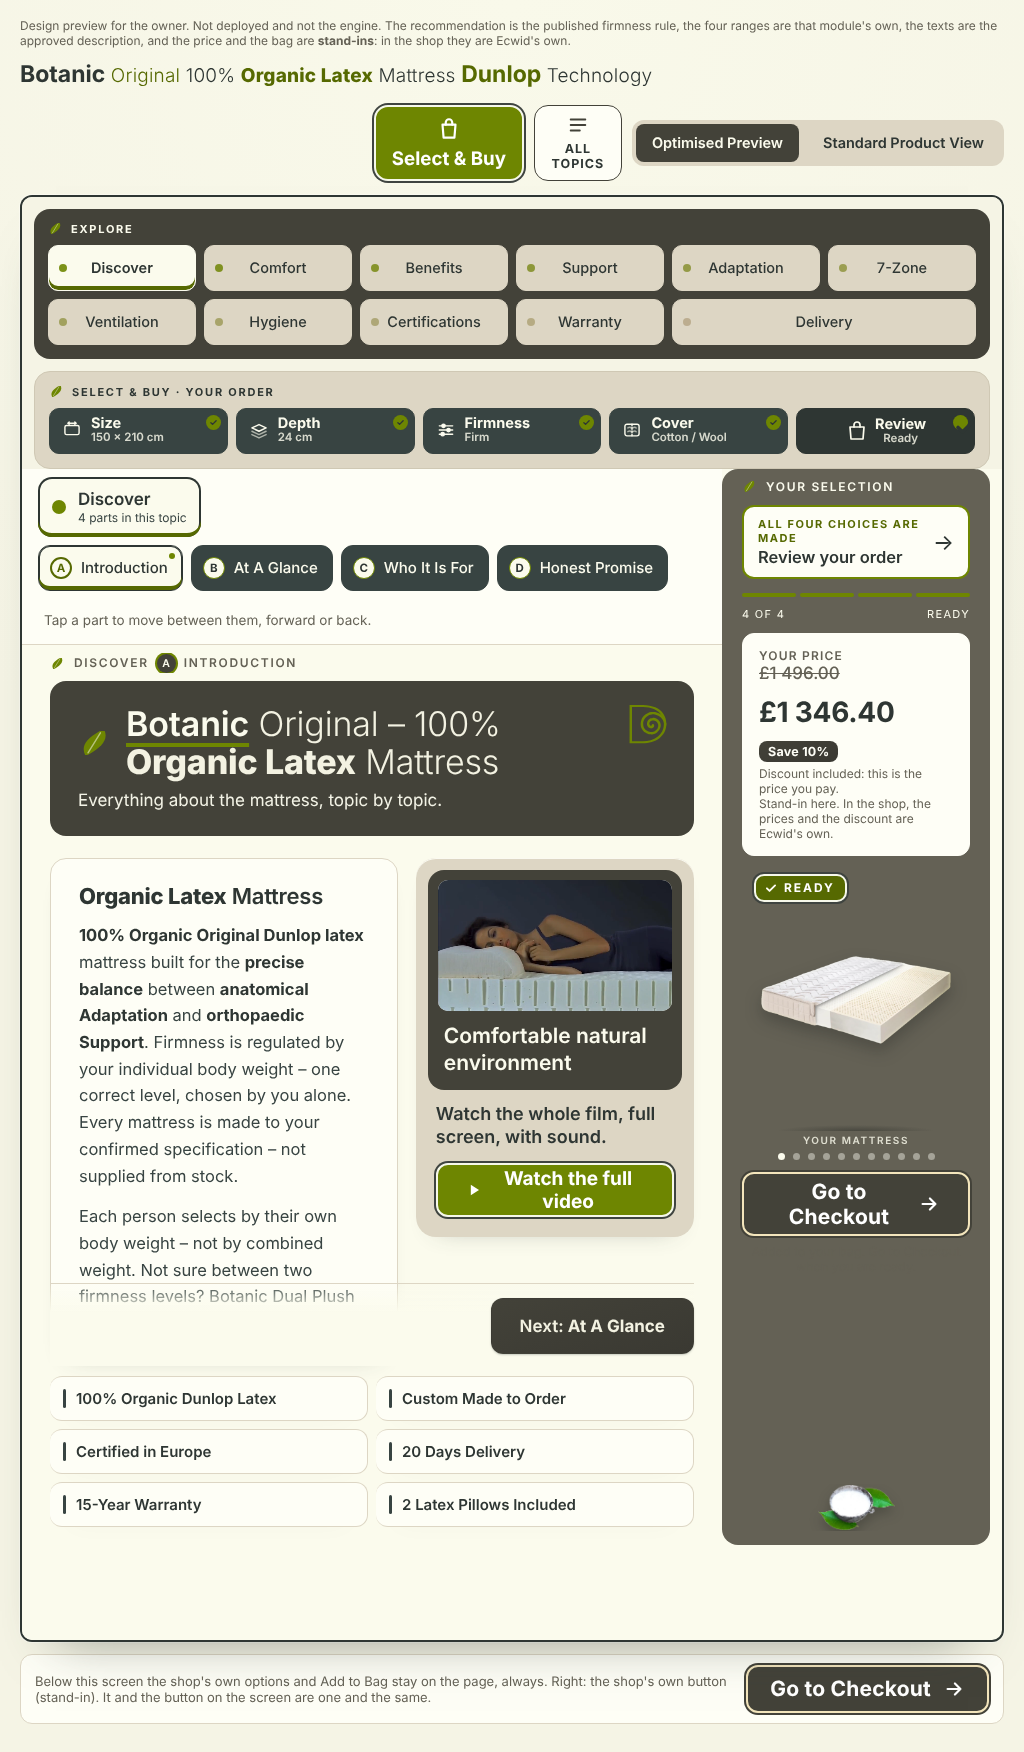 Design preview for the owner. Not deployed and not the engine. The recommendation is the published firmness rule, the four ranges are that module's own, the texts are the
approved description, and the price and the bag are stand-ins: in the shop they are Ecwid's own.
Botanic Original 100% Organic Latex Mattress Dunlop Technology
Select & Buy
ALL
TOPICS
Optimised Preview
Standard Product View
EXPLORE
Discover
Comfort
Benefits
Support
Adaptation
7-Zone
Ventilation
Hygiene
Certifications
Warranty
Delivery
SELECT & BUY · YOUR ORDER
Size
150 × 210 cm
Depth
24 cm
Firmness
Firm
Cover
Cotton / Wool
Review
Ready
Discover
4 parts in this topic
A Introduction
B At A Glance
C Who It Is For
D Honest Promise
Tap a part to move between them, forward or back.
DISCOVER A INTRODUCTION
Botanic Original – 100%
Organic Latex Mattress
Everything about the mattress, topic by topic.
Organic Latex Mattress
100% Organic Original Dunlop latex
mattress built for the precise
balance between anatomical
Adaptation and orthopaedic
Support. Firmness is regulated by
your individual body weight – one
correct level, chosen by you alone.
Every mattress is made to your
confirmed specification – not
supplied from stock.
Each person selects by their own
body weight – not by combined
weight. Not sure between two
firmness levels? Botanic Dual Plush
Comfortable natural
environment
Watch the whole film, full
screen, with sound.
Watch the full
video
Next: At A Glance
100% Organic Dunlop Latex
Custom Made to Order
Certified in Europe
20 Days Delivery
15-Year Warranty
2 Latex Pillows Included
YOUR SELECTION
ALL FOUR CHOICES ARE
MADE
Review your order
4 OF 4
READY
YOUR PRICE
£1 496.00
£1 346.40
Save 10%
Discount included: this is the
price you pay.
Stand-in here. In the shop, the
prices and the discount are
Ecwid's own.
READY
YOUR MATTRESS
Go to
Checkout
Below this screen the shop's own options and Add to Bag stay on the page, always. Right: the shop's own button
(stand-in). It and the button on the screen are one and the same.
Go to Checkout